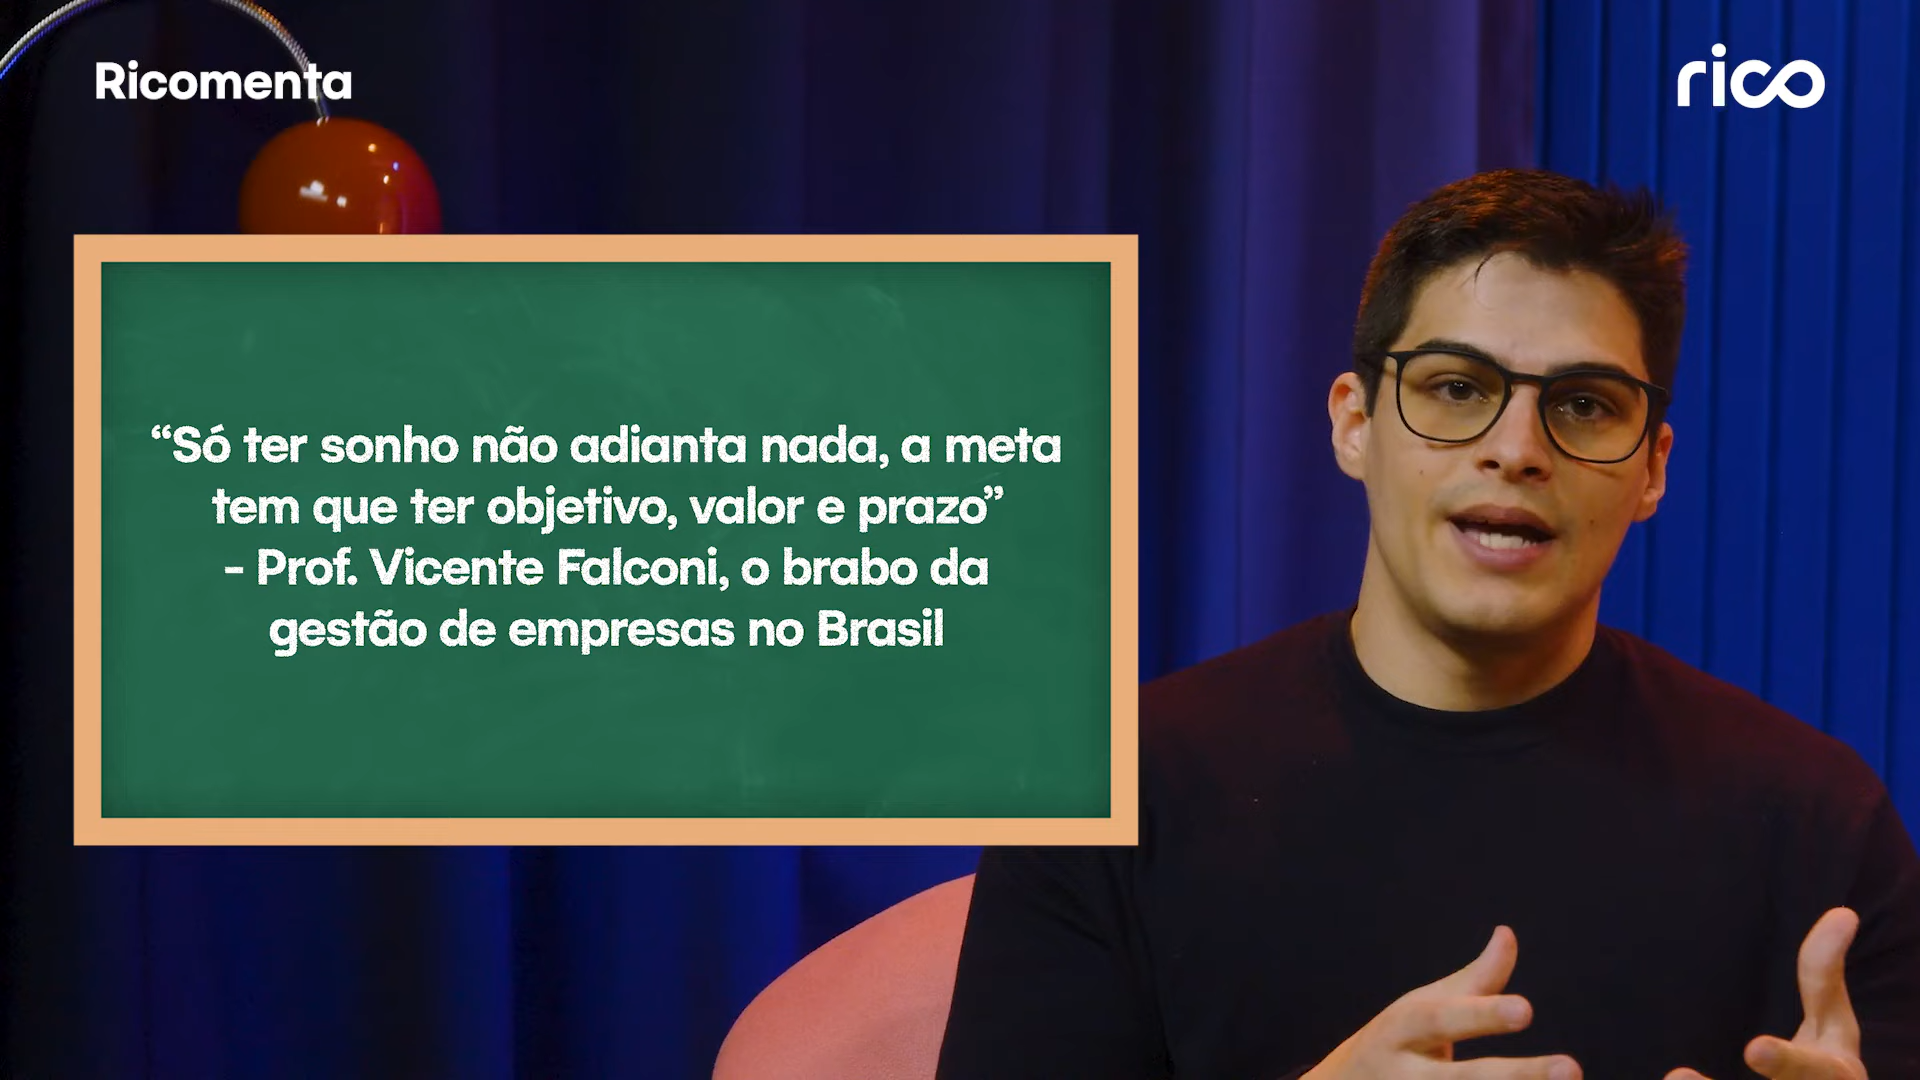 Ricomenta
rico
“Só ter sonho não adianta nada, a meta
tem que ter objetivo, valor e prazo”
- Prof. Vicente Falconi, o brabo da
gestão de empresas no Brasil